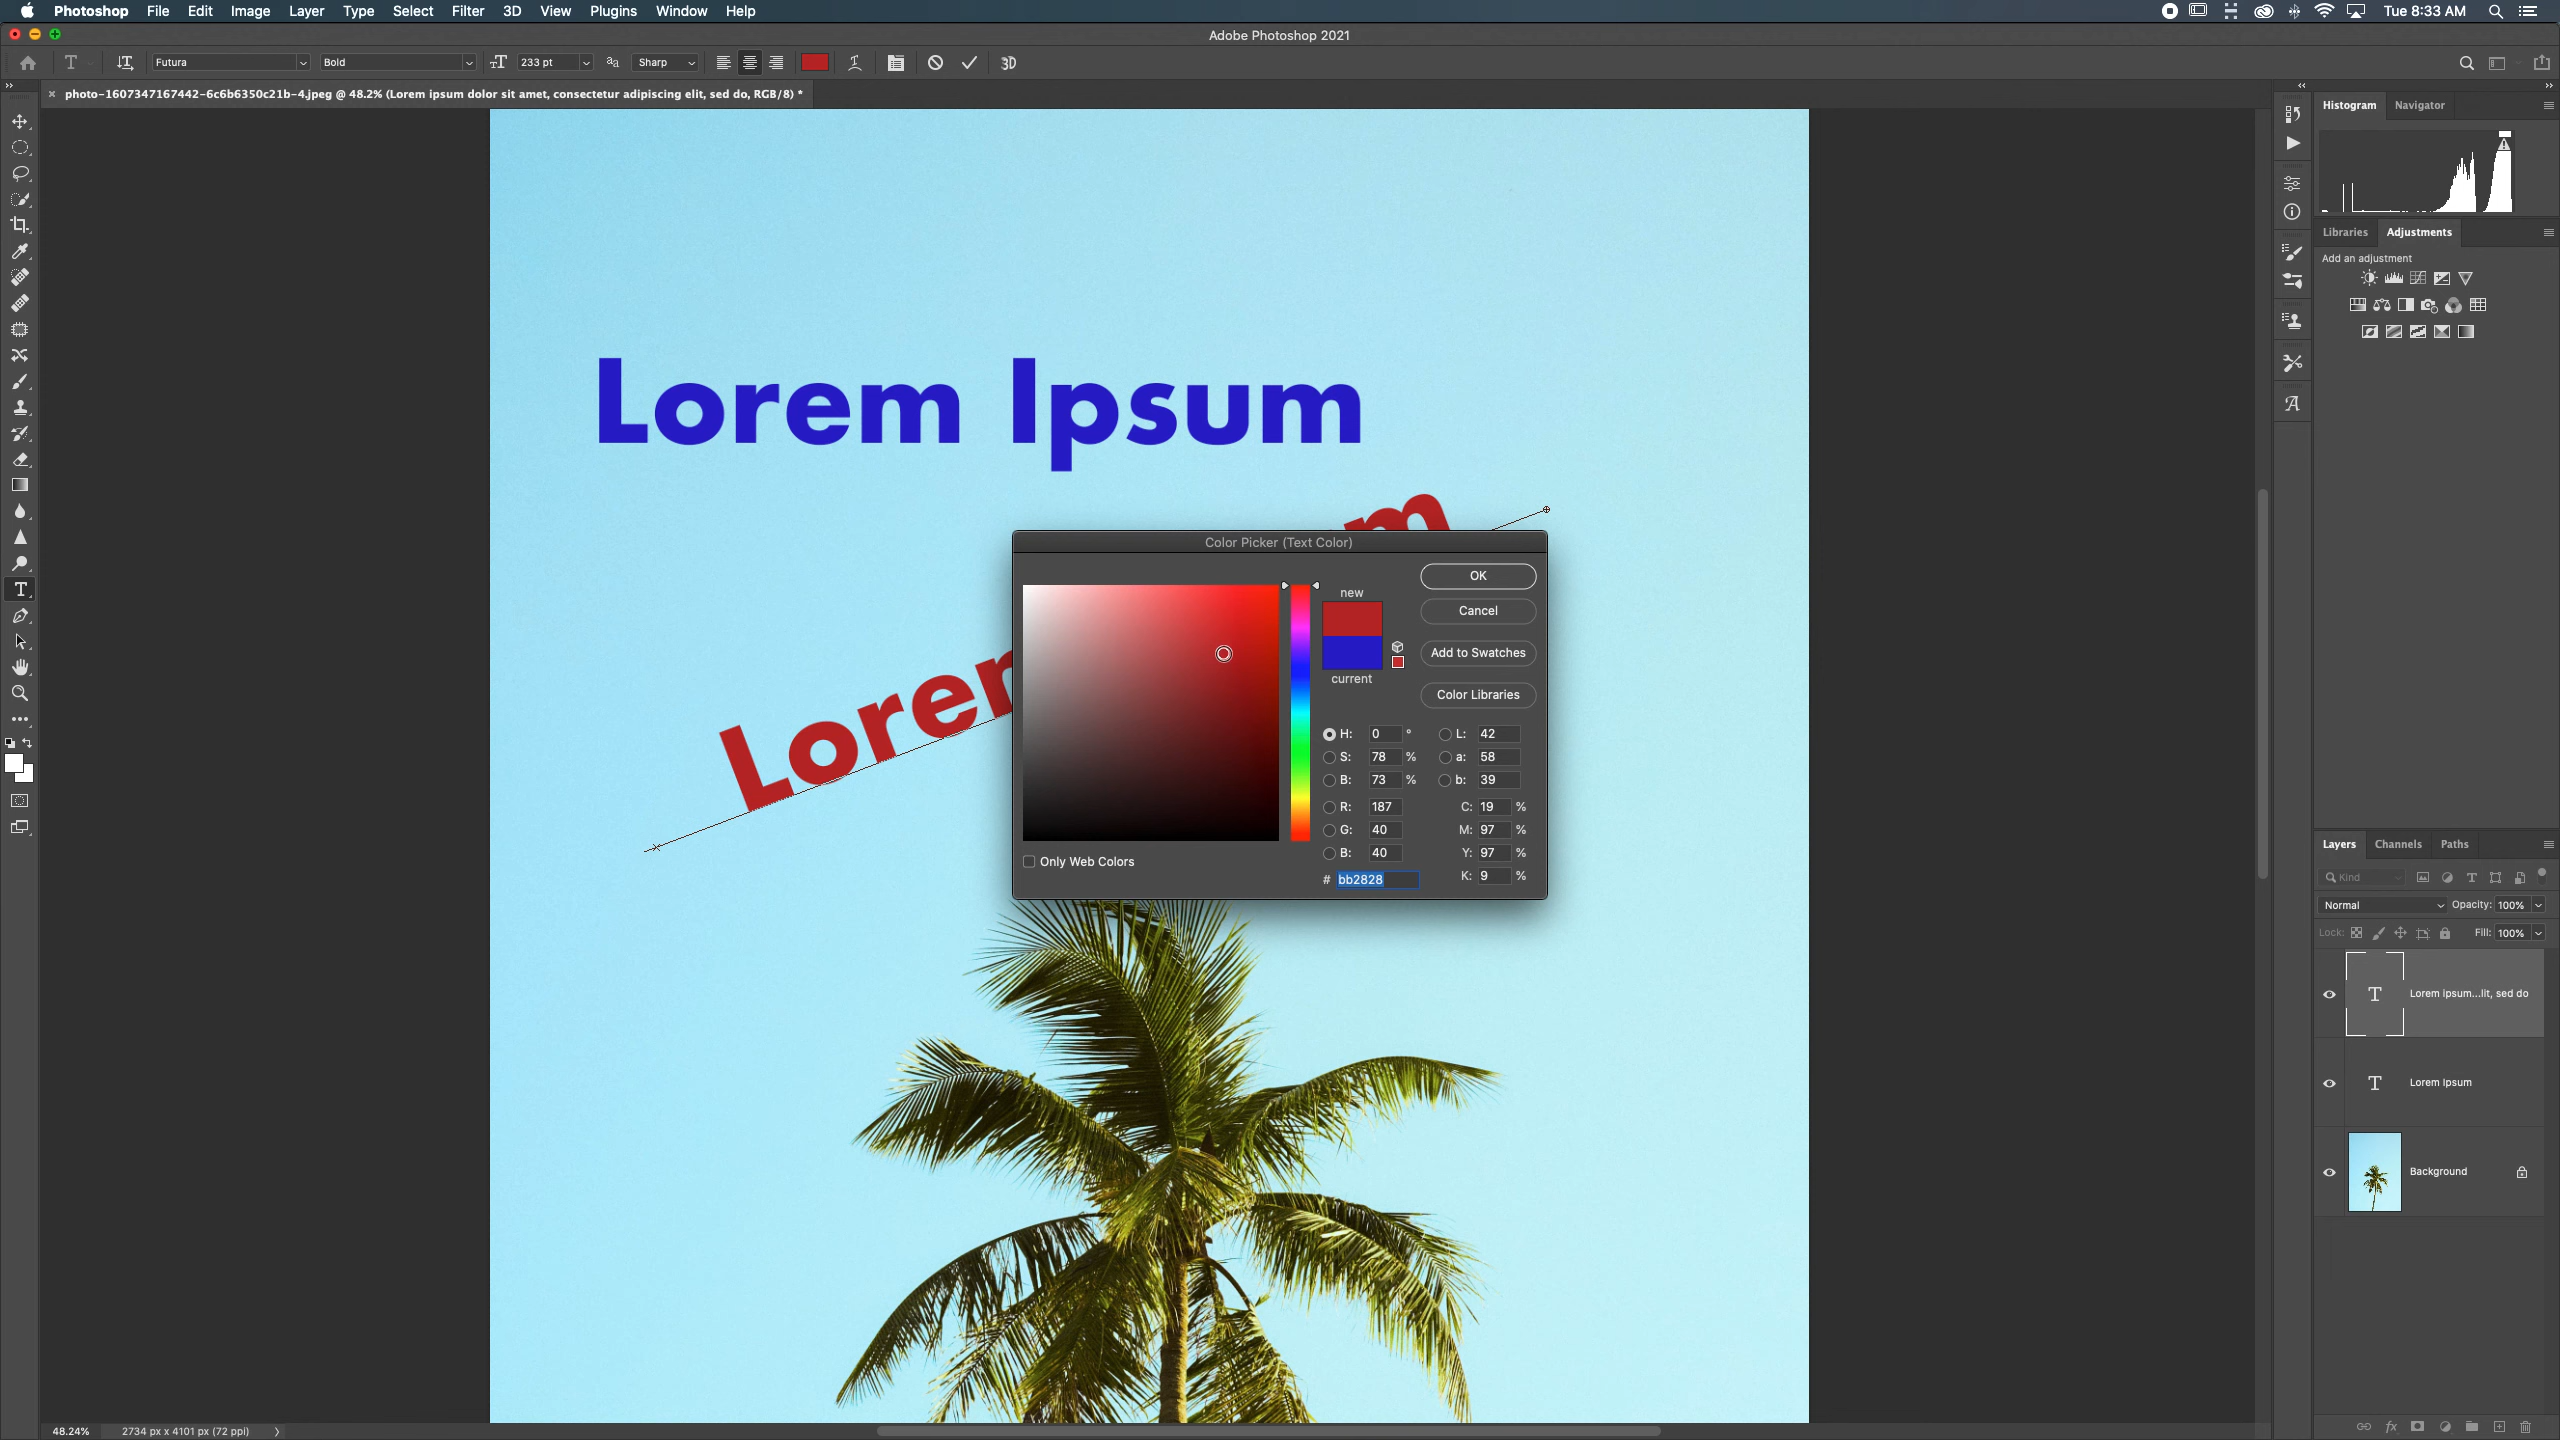 Photoshop File Edit Image Layer Type Select Filter 3D View Plugins Window Help Tue 8:33 AM
Adobe Photoshop 2021
T Futura Bold 233 pt aa Sharp 3D
photo-1607347167442-6c6b6350c21b-4.jpeg @ 48.2% (Lorem ipsum dolor sit amet, consectetur adipiscing elit, sed do, RGB/8) *
Histogram Navigator
Libraries Adjustments
Add an adjustment
Lorem Ipsum
m
Lorem
Color Picker (Text Color)
new
current
OK
Cancel
Add to Swatches
Color Libraries
H: 0 ° L: 42
S: 78 % a: 58
B: 73 % b: 39
R: 187 C: 19 %
G: 40 M: 97 %
B: 40 Y: 97 %
# bb2828 K: 9 %
Only Web Colors
Layers Channels Paths
Kind
Normal Opacity: 100%
Lock: Fill: 100%
T Lorem ipsum...lit, sed do
T Lorem Ipsum
Background
48.24% 2734 px x 4101 px (72 ppi)